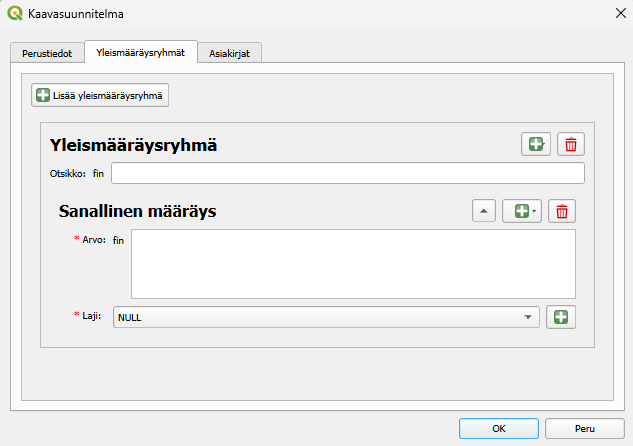 Kaavasuunnitelma
Perustiedot
Yleismääräysryhmät
Asiakirjat
Lisää yleismääräysryhmä
Yleismääräysryhmä
Otsikko: fin
Sanallinen määräys
* Arvo: fin
* Laji: NULL
OK
Peru